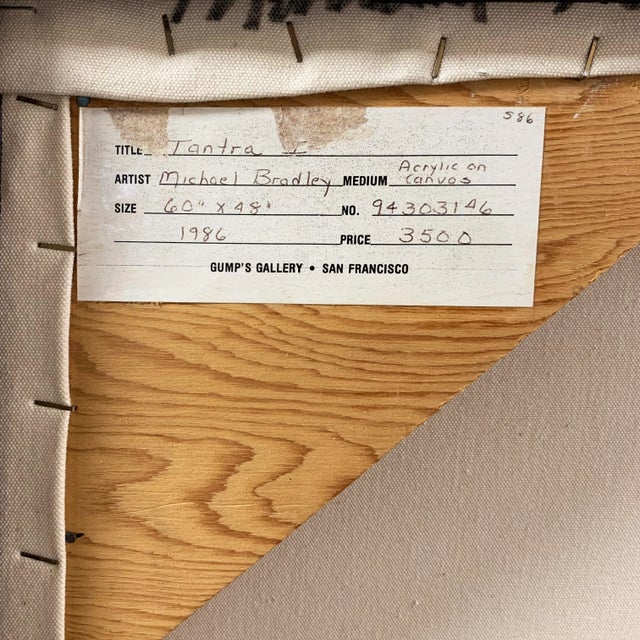 586
TITLE Tantra I
ARTIST Michael Bradley MEDIUM Acrylic on canvas
SIZE 60" X 48" NO. 94303146
1986 PRICE 3500
GUMP'S GALLERY • SAN FRANCISCO